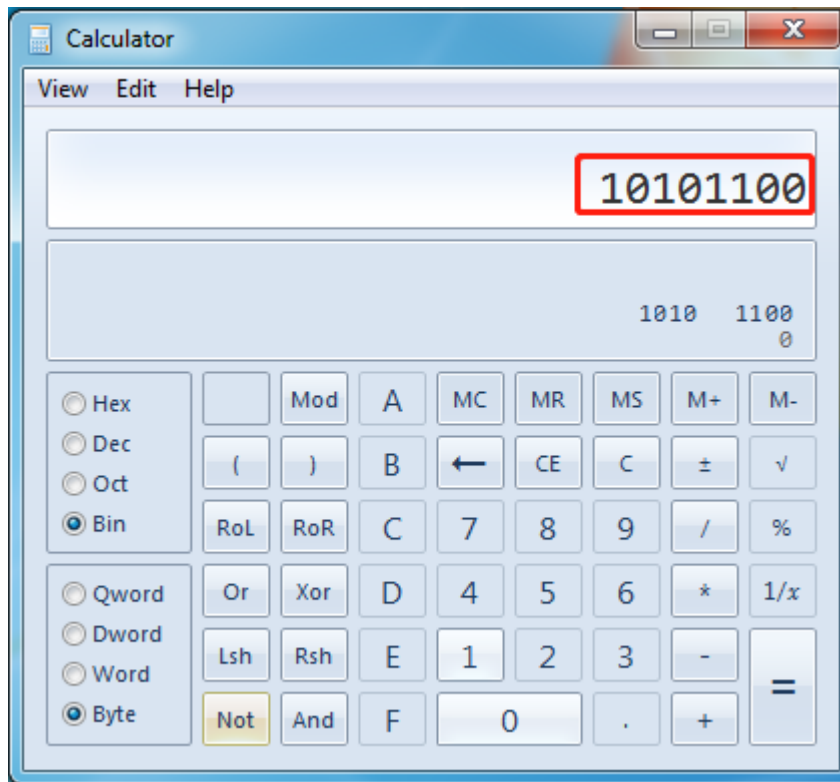 Calculator
View Edit Help
10101100
1010 1100
0
Hex Mod A MC MR MS M+ M-
Dec ( ) B ← CE C ± √
Oct
Bin RoL RoR C 7 8 9 / %
Qword Or Xor D 4 5 6 * 1/x
Dword Lsh Rsh E 1 2 3 - =
Word
Byte Not And F 0 . +